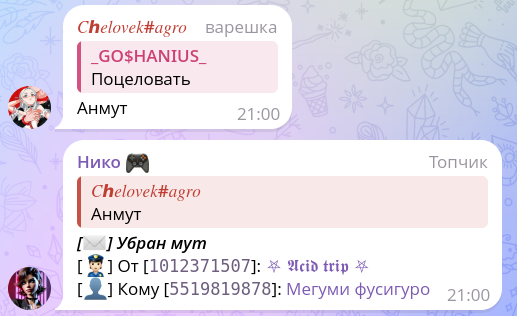 Chelovek#agro варешка
_GO$HANIUS_
Поцеловать
Анмут
21:00
Нико 🎮 Топчик
Chelovek#agro
Анмут
[✉️] Убран мут
[👮🏻] От [1012371507]: ⛧ 𝕬𝖈𝖎𝖉 𝖙𝖗𝖎𝖕 ⛧
[👤] Кому [5519819878]: Мегуми фусигуро
21:00